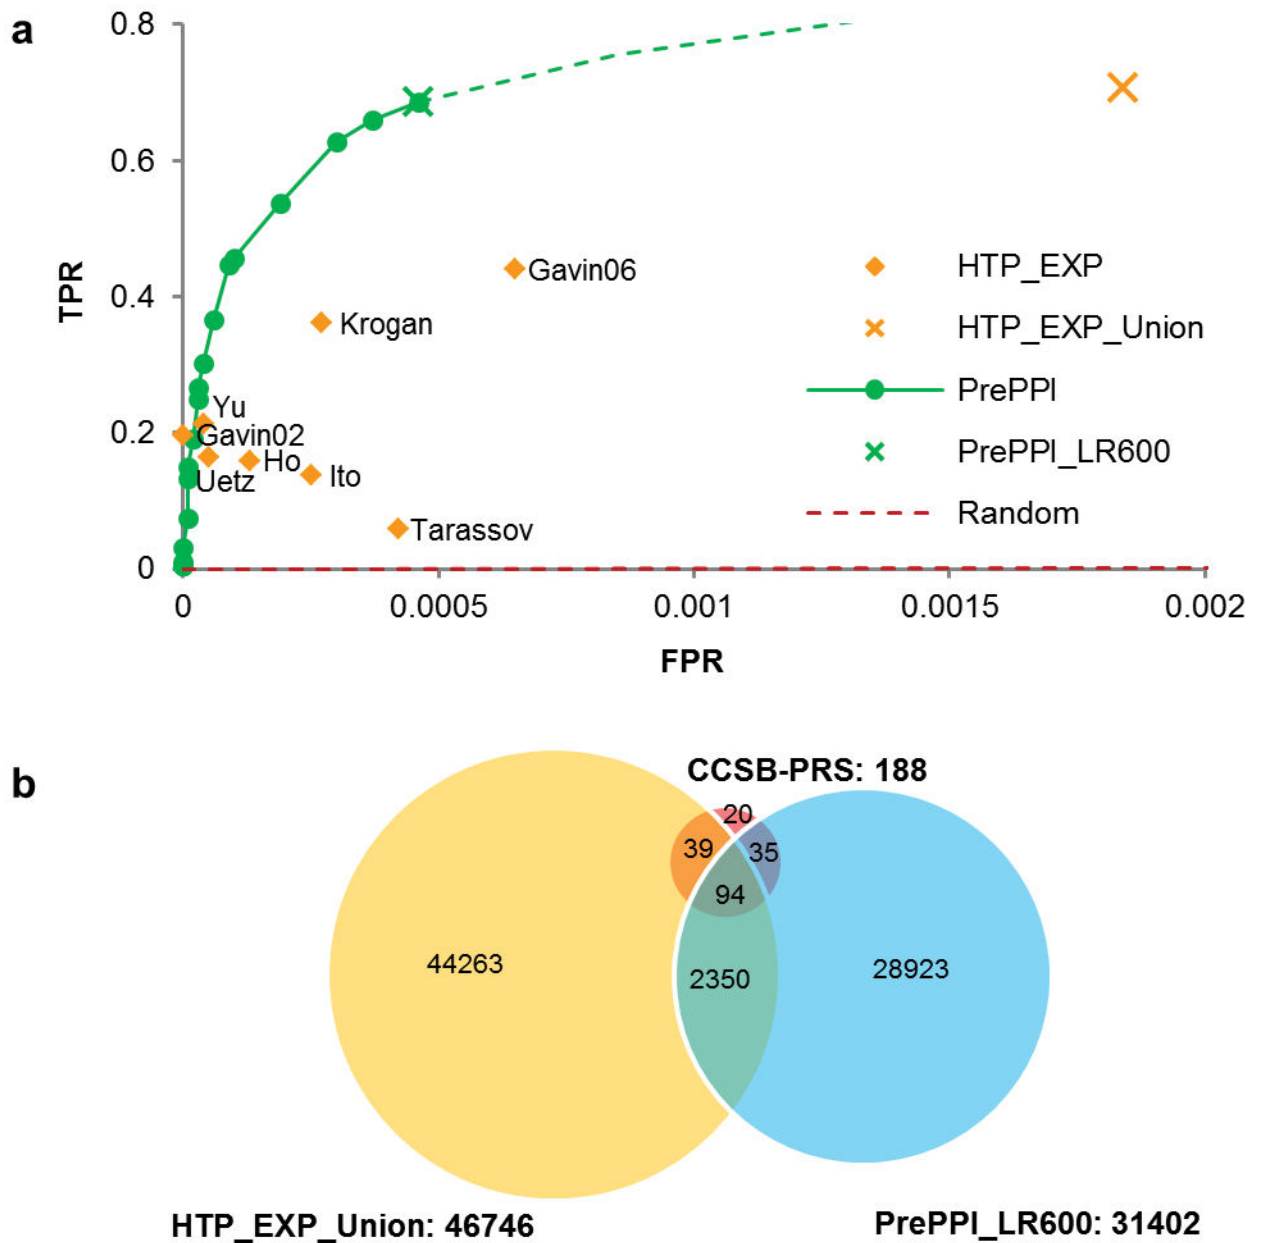 a
0.8
0.6
0.4
0.2
0
TPR
Gavin06
Krogan
Yu
Gavin02
Ho
Uetz
Ito
Tarassov
HTP_EXP
HTP_EXP_Union
PrePPI
PrePPI_LR600
Random
0 0.0005 0.001 0.0015 0.002
FPR
b
CCSB-PRS: 188
20
39 35
94
44263 2350 28923
HTP_EXP_Union: 46746
PrePPI_LR600: 31402